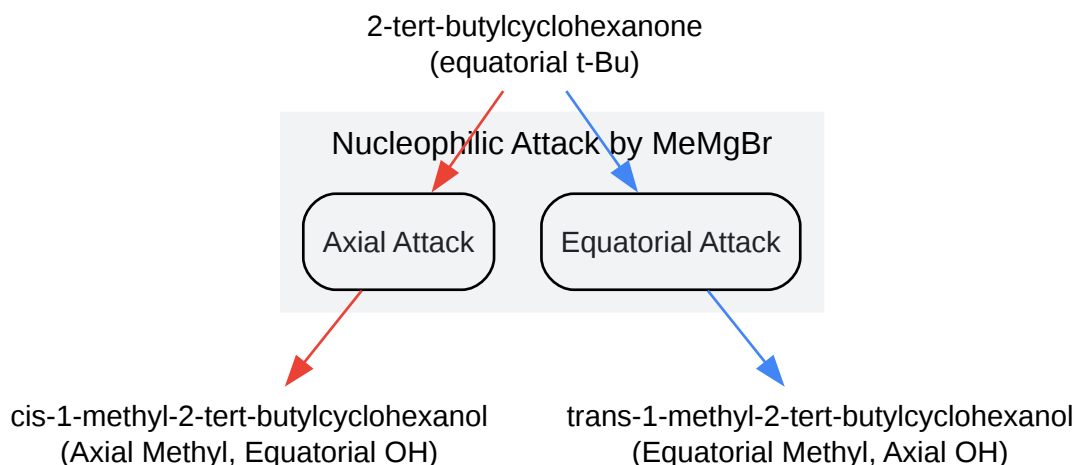 2-tert-butylcyclohexanone
(equatorial t-Bu)
Nucleophilic Attack by MeMgBr
Axial Attack
Equatorial Attack
cis-1-methyl-2-tert-butylcyclohexanol
(Axial Methyl, Equatorial OH)
trans-1-methyl-2-tert-butylcyclohexanol
(Equatorial Methyl, Axial OH)